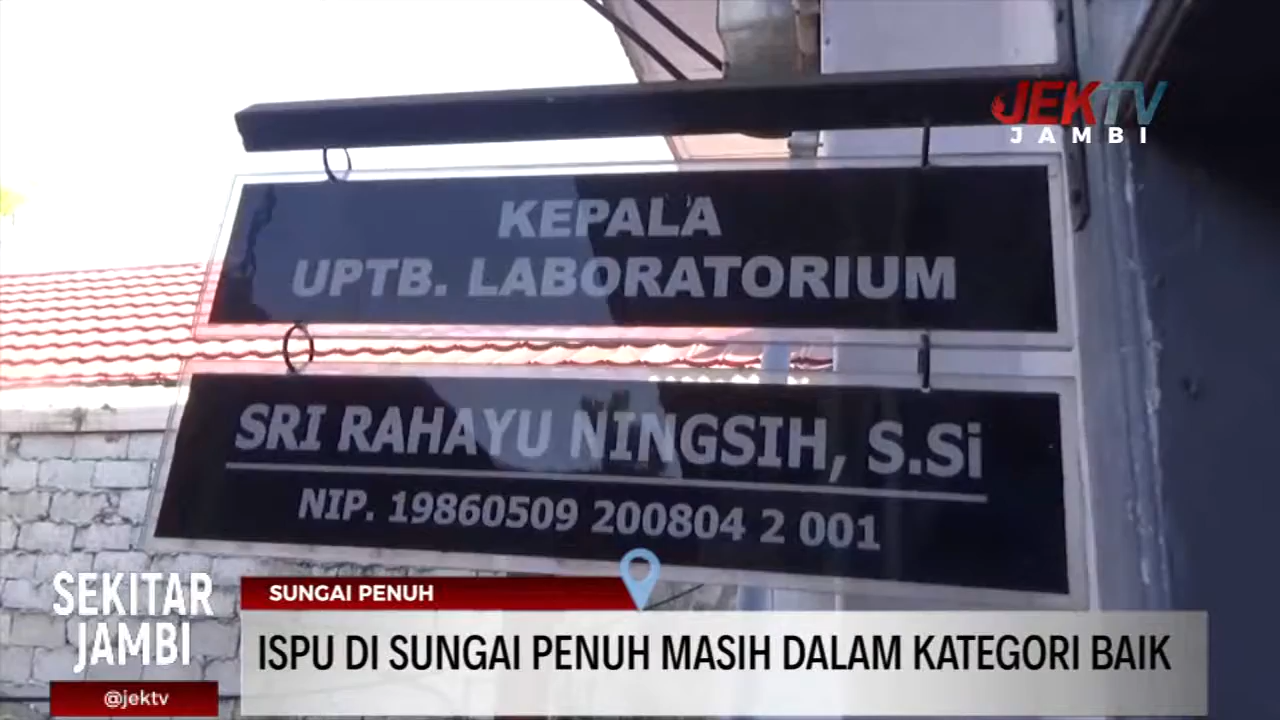 JEKTV
JAMBI
KEPALA
UPTB. LABORATORIUM
SRI RAHAYU NINGSIH, S.Si
NIP. 19860509 200804 2 001
SEKITAR
JAMBI
@jektv
SUNGAI PENUH
ISPU DI SUNGAI PENUH MASIH DALAM KATEGORI BAIK